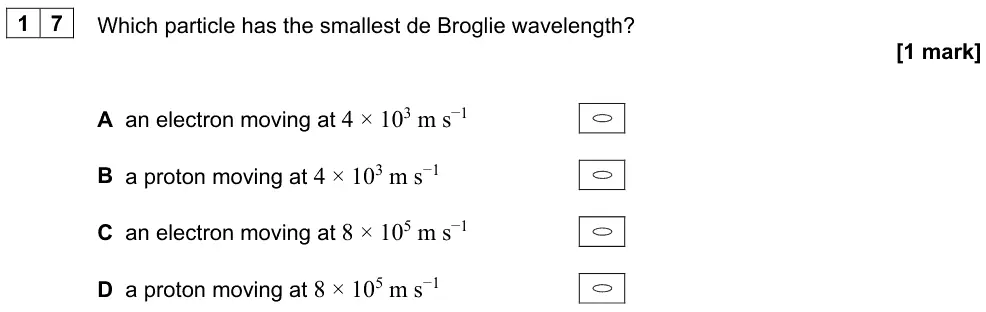 1 7 Which particle has the smallest de Broglie wavelength?
[1 mark]
A an electron moving at 4 × 10³ m s⁻¹
B a proton moving at 4 × 10³ m s⁻¹
C an electron moving at 8 × 10⁵ m s⁻¹
D a proton moving at 8 × 10⁵ m s⁻¹